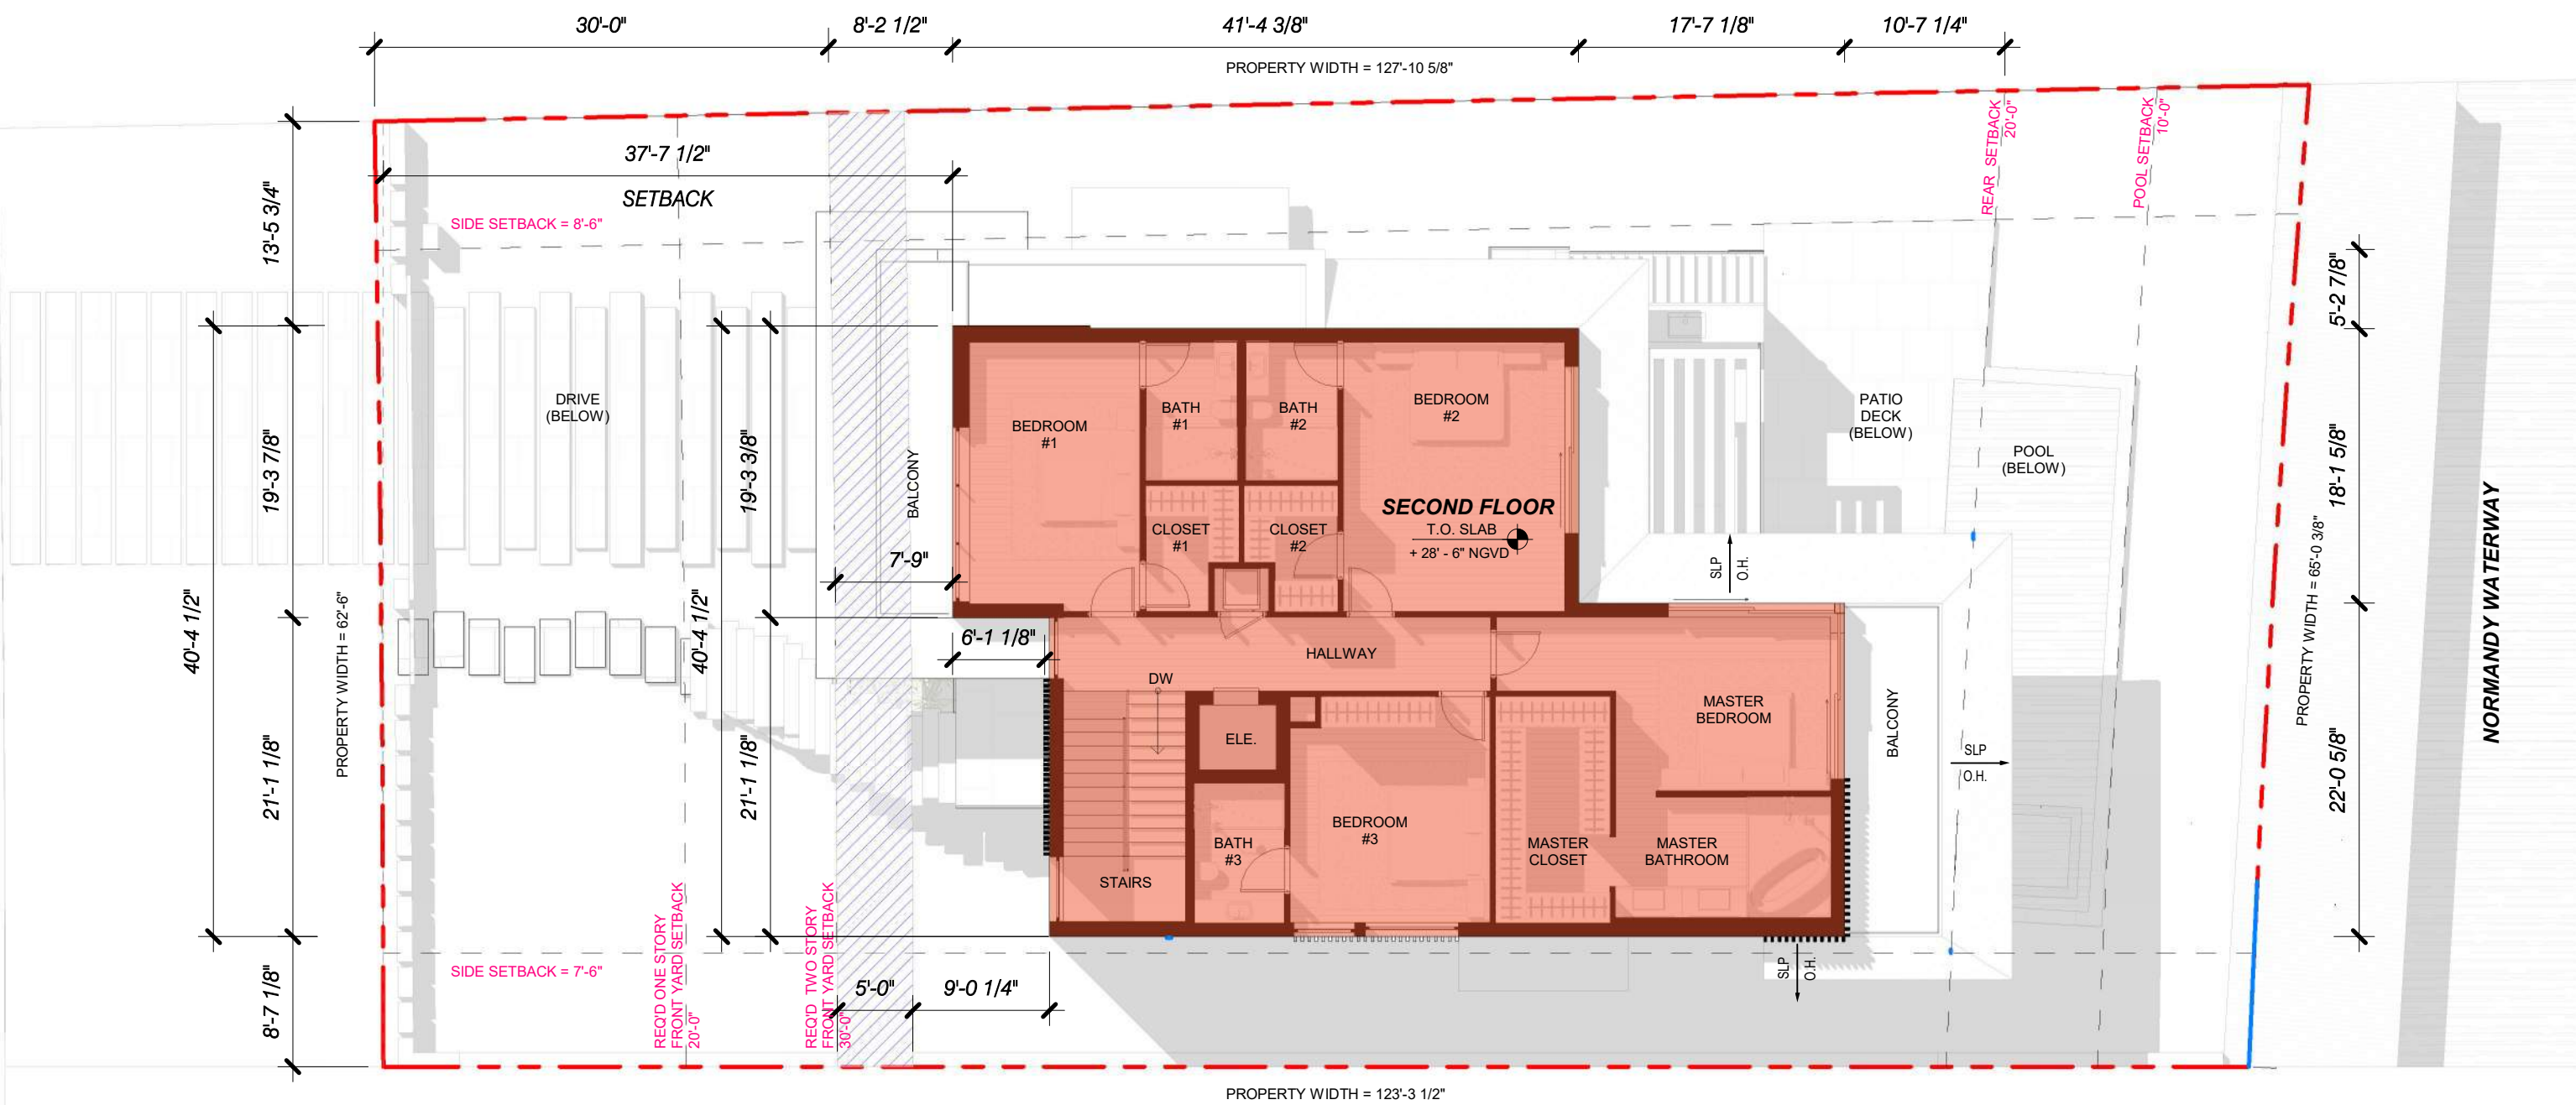 30'-0"
8'-2 1/2"
41'-4 3/8"
17'-7 1/8"
10'-7 1/4"
PROPERTY WIDTH = 127'-10 5/8"
REAR SETBACK
20'-0"
POOL SETBACK
10'-0"
37'-7 1/2"
SETBACK
SIDE SETBACK = 8'-6"
13'-5 3/4"
5'-2 7/8"
DRIVE
(BELOW)
BALCONY
BEDROOM
#1
BATH
#1
BATH
#2
BEDROOM
#2
PATIO
DECK
(BELOW)
POOL
(BELOW)
19'-3 7/8"
19'-3 3/8"
18'-1 5/8"
SECOND FLOOR
T.O. SLAB
+ 28' - 6" NGVD
CLOSET
#1
CLOSET
#2
7'-9"
SLP
O.H.
40'-4 1/2"
PROPERTY WIDTH = 62'-6"
40'-4 1/2"
6'-1 1/8"
HALLWAY
DW
PROPERTY WIDTH = 65'-0 3/8"
NORMANDY WATERWAY
MASTER
BEDROOM
BALCONY
ELE.
SLP
O.H.
21'-1 1/8"
21'-1 1/8"
22'-0 5/8"
BATH
#3
BEDROOM
#3
MASTER
CLOSET
MASTER
BATHROOM
STAIRS
SIDE SETBACK = 7'-6"
REQ'D ONE STORY
FRONT YARD SETBACK
20'-0"
REQ'D TWO STORY
FRONT YARD SETBACK
30'-0"
5'-0"
9'-0 1/4"
SLP
O.H.
8'-7 1/8"
PROPERTY WIDTH = 123'-3 1/2"